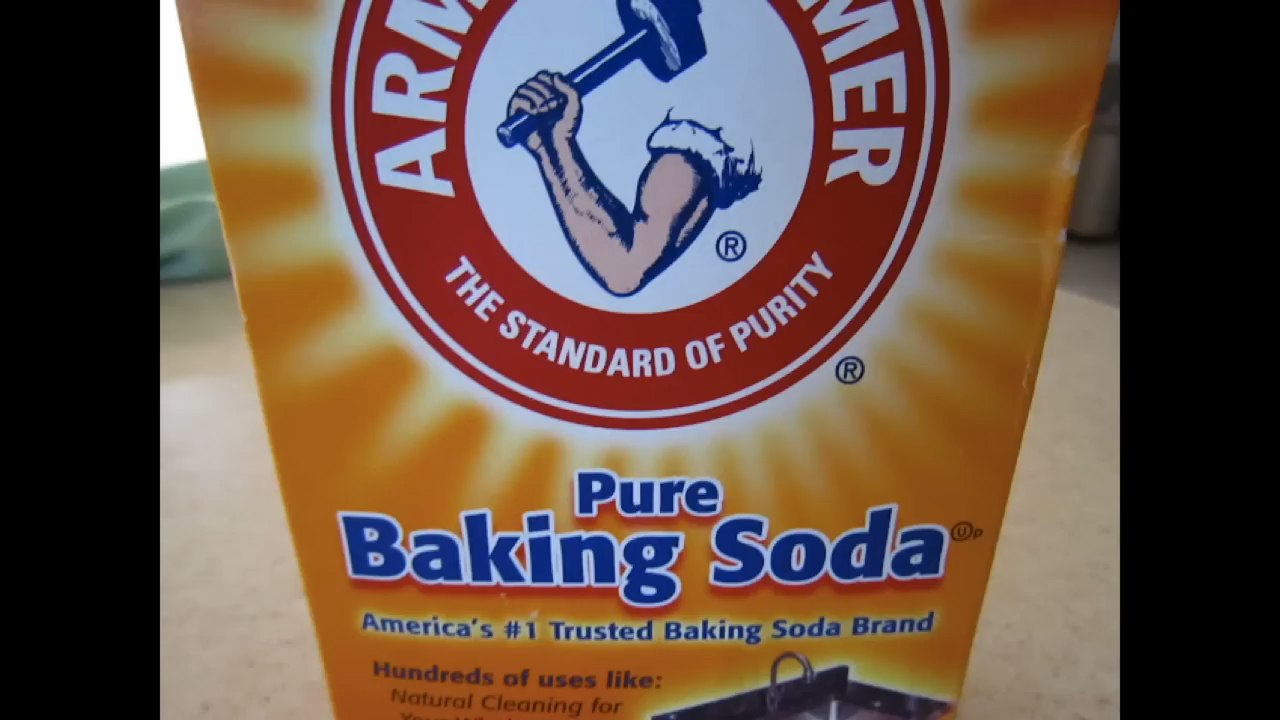 ARM
MER
®
THE STANDARD OF PURITY
®
Pure
Baking Soda
America's #1 Trusted Baking Soda Brand
Hundreds of uses like:
Natural Cleaning for
Your